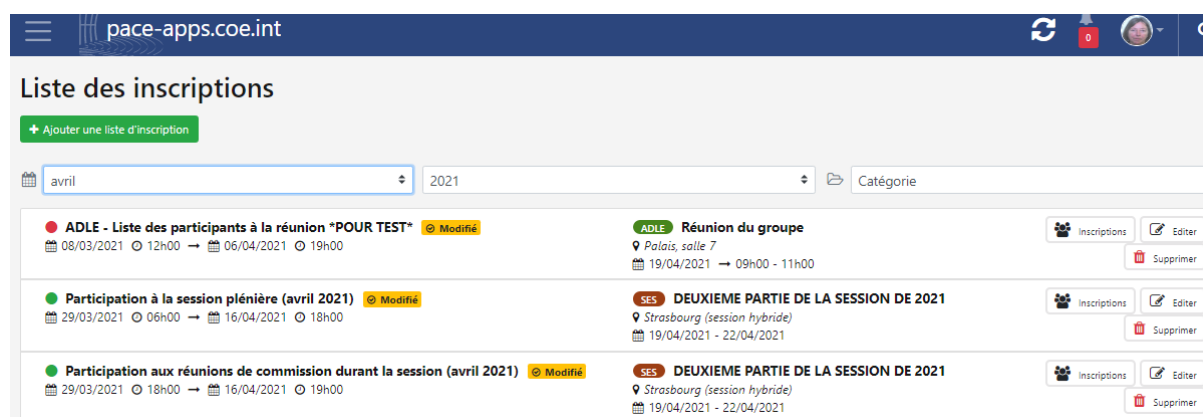 pace-apps.coe.int
0
Liste des inscriptions
+ Ajouter une liste d'inscription
avril 2021 Catégorie
ADLE - Liste des participants à la réunion *POUR TEST* Modifié
08/03/2021 12h00 → 06/04/2021 19h00
ADLE Réunion du groupe
Palais, salle 7
19/04/2021 → 09h00 - 11h00
Inscriptions Editer
Supprimer
Participation à la session plénière (avril 2021) Modifié
29/03/2021 06h00 → 16/04/2021 18h00
SES DEUXIEME PARTIE DE LA SESSION DE 2021
Strasbourg (session hybride)
19/04/2021 - 22/04/2021
Inscriptions Editer
Supprimer
Participation aux réunions de commission durant la session (avril 2021) Modifié
29/03/2021 18h00 → 16/04/2021 19h00
SES DEUXIEME PARTIE DE LA SESSION DE 2021
Strasbourg (session hybride)
19/04/2021 - 22/04/2021
Inscriptions Editer
Supprimer